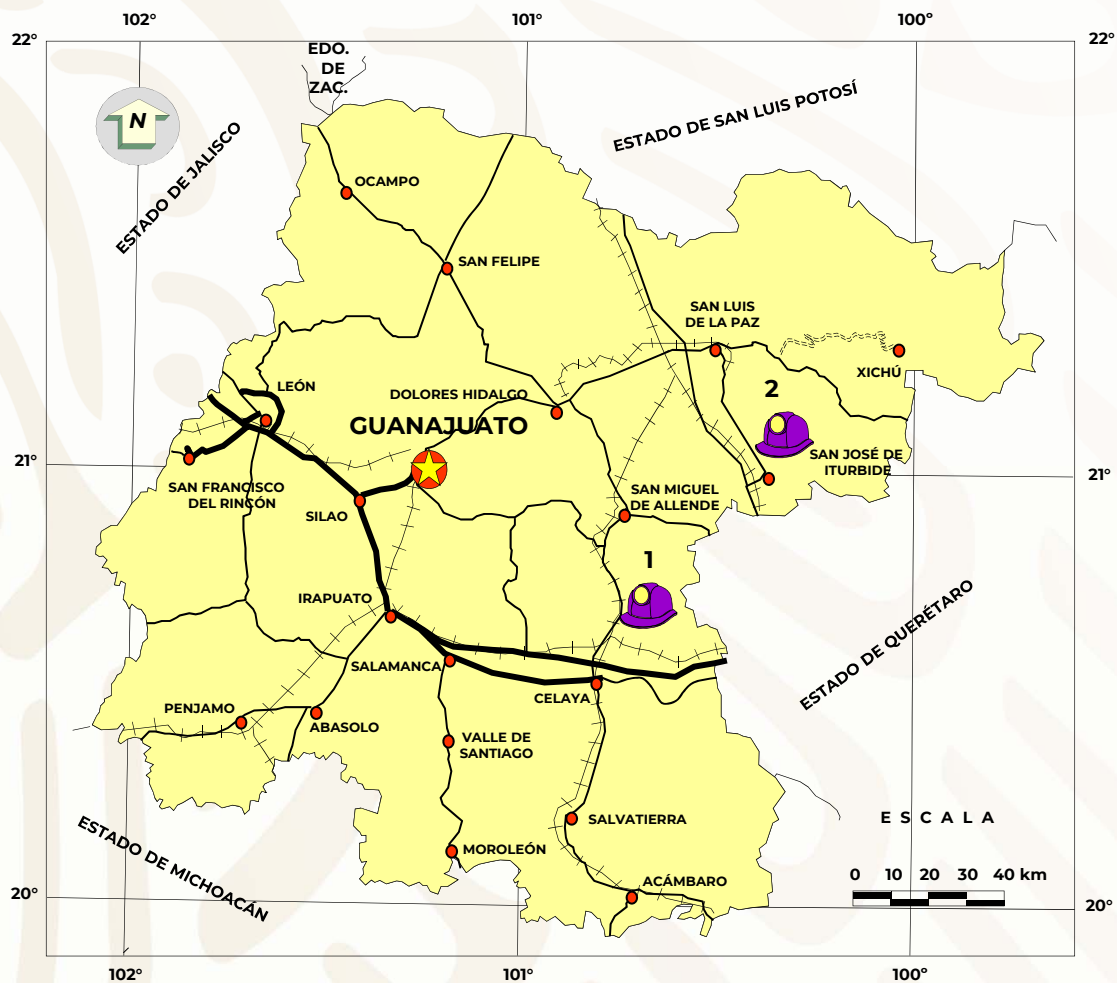 102°
101°
100°
22°
22°
EDO.
DE
ZAC.
ESTADO DE SAN LUIS POTOSÍ
N
ESTADO DE JALISCO
OCAMPO
SAN FELIPE
SAN LUIS
DE LA PAZ
XICHÚ
LEÓN
DOLORES HIDALGO
2
GUANAJUATO
SAN JOSÉ DE
ITURBIDE
21°
21°
SAN FRANCISCO
DEL RINCÓN
SILAO
SAN MIGUEL
DE ALLENDE
1
IRAPUATO
ESTADO DE QUERÉTARO
SALAMANCA
CELAYA
PENJAMO
ABASOLO
VALLE DE
SANTIAGO
SALVATIERRA
ESCALA
MOROLEÓN
ESTADO DE MICHOACÁN
ACÁMBARO
0 10 20 30 40 km
20°
20°
102°
101°
100°